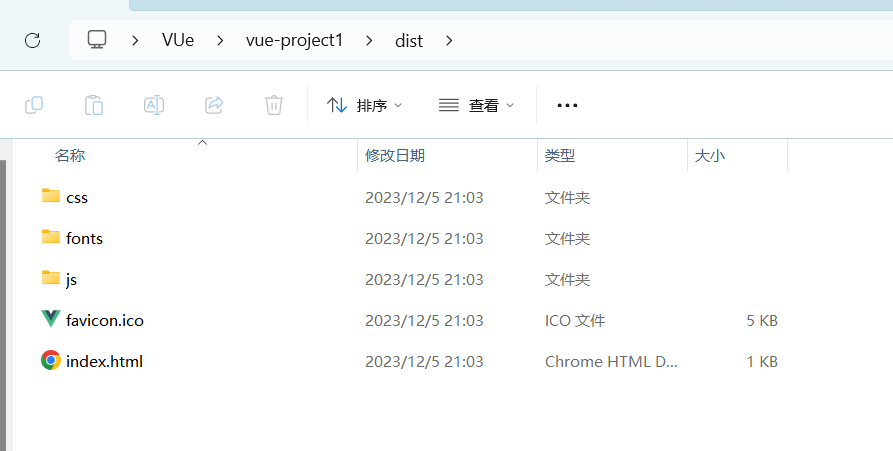 VUe > vue-project1 > dist >
排序 查看
名称 修改日期 类型 大小
css 2023/12/5 21:03 文件夹
fonts 2023/12/5 21:03 文件夹
js 2023/12/5 21:03 文件夹
favicon.ico 2023/12/5 21:03 ICO 文件 5 KB
index.html 2023/12/5 21:03 Chrome HTML D... 1 KB